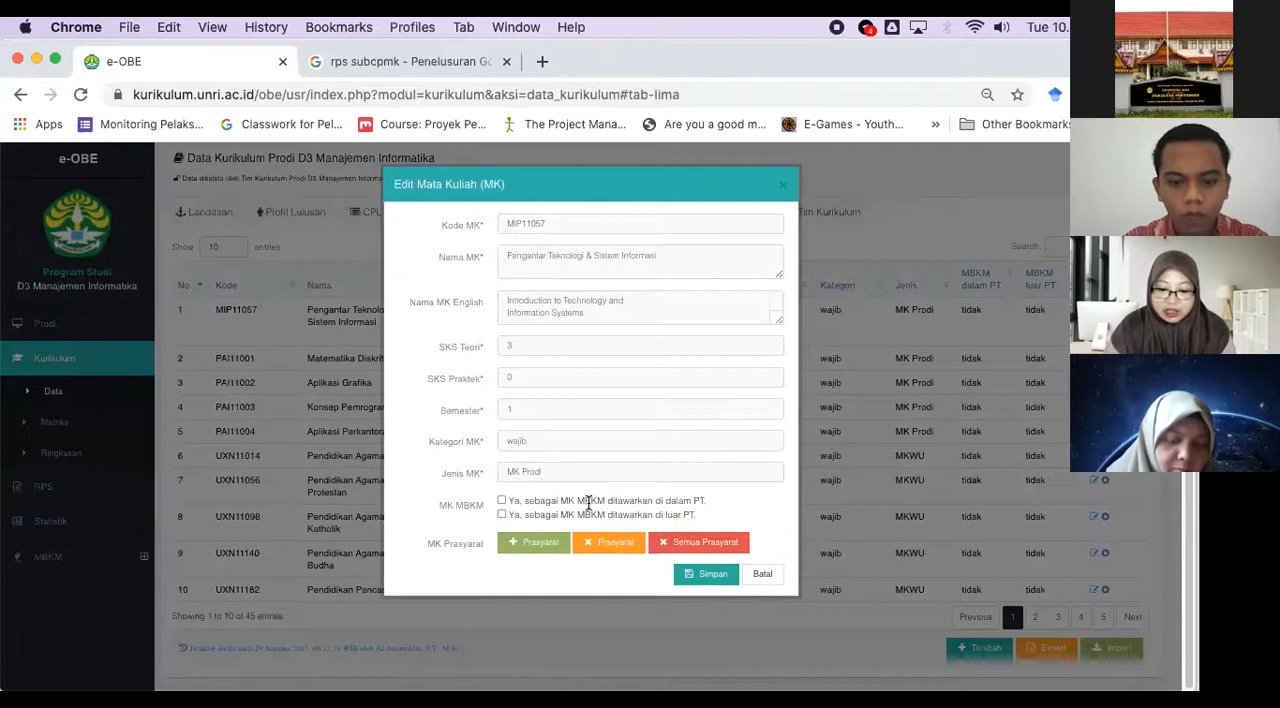 Chrome File Edit View History Bookmarks Profiles Tab Window Help
4
Tue 10.
e-OBE
rps subcpmk - Penelusuran Go
kurikulum.unri.ac.id/obe/usr/index.php?modul=kurikulum&aksi=data_kurikulum#tab-lima
Apps Monitoring Pelaks... Classwork for Pel... Course: Proyek Pe... The Project Mana... Are you a good m... E-Games - Youth... » Other Bookmarks
e-OBE
Program Studi
D3 Manajemen Informatika
Prodi
Kurikulum
Data
Matriks
Ringkasan
RPS
Statistik
MBKM
Data Kurikulum Prodi D3 Manajemen Informatika
Data dikelola oleh Tim Kurikulum Prodi D3 Manajemen Informatika
Landasan Profil Lulusan CPL Tim Kurikulum
Show 10 entries Search:
No Kode Nama Kategori Jenis MBKM dalam PT MBKM luar PT
1 MIP11057 Pengantar Teknolo wajib MK Prodi tidak tidak
Sistem Informasi
2 PAI11001 Matematika Diskrit wajib MK Prodi tidak tidak
3 PAI11002 Aplikasi Grafika wajib MK Prodi tidak tidak
4 PAI11003 Konsep Pemrogran wajib MK Prodi tidak tidak
5 PAI11004 Aplikasi Perkantora wajib MK Prodi tidak tidak
6 UXN11014 Pendidikan Agama wajib MKWU tidak tidak
7 UXN11056 Pendidikan Agama wajib MKWU tidak tidak
Protestan
8 UXN11098 Pendidikan Agama wajib MKWU tidak tidak
Katholik
9 UXN11140 Pendidikan Agama wajib MKWU tidak tidak
Budha
10 UXN11182 Pendidikan Panca wajib MKWU tidak tidak
Showing 1 to 10 of 45 entries
Previous 1 2 3 4 5 Next
Tambah Export Import
Edit Mata Kuliah (MK) ×
Kode MK* MIP11057
Nama MK* Pengantar Teknologi & Sistem Informasi
Nama MK English Introduction to Technology and
Information Systems
SKS Teori* 3
SKS Praktek* 0
Semester* 1
Kategori MK* wajib
Jenis MK* MK Prodi
MK MBKM Ya, sebagai MK MBKM ditawarkan di dalam PT.
Ya, sebagai MK MBKM ditawarkan di luar PT.
MK Prasyarat Prasyarat Prasyarat Semua Prasyarat
Simpan Batal